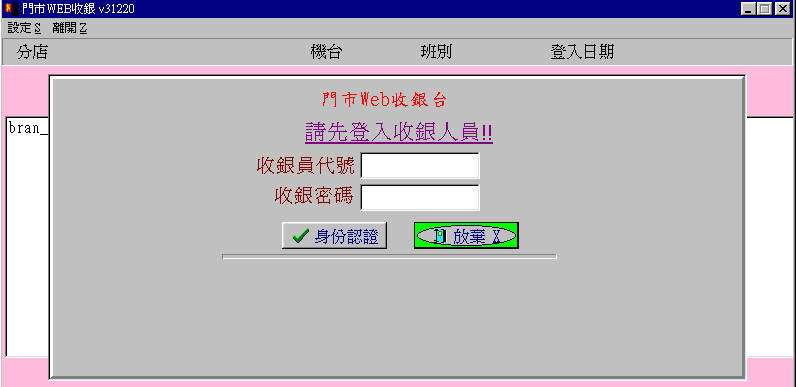 門市WEB收銀 v31220
設定 S 離開 Z
分店 機台 班別 登入日期
門市Web收銀台
請先登入收銀人員!!
bran_
收銀員代號
收銀密碼
身份認證 放棄 X